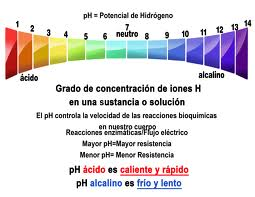 pH = Potencial de Hidrógeno
1 2 3 4 5 6 7 8 9 10 11 12 13 14
neutro
ácido
alcalino
Grado de concentración de iones H
en una sustancia o solución
El pH controla la velocidad de las reacciones bioquímicas
en nuestro cuerpo
Reacciones enzimáticas/Flujo eléctrico
Mayor pH=Mayor resistencia
Menor pH= Menor Resistencia
pH ácido es caliente y rápido
pH alcalino es frío y lento